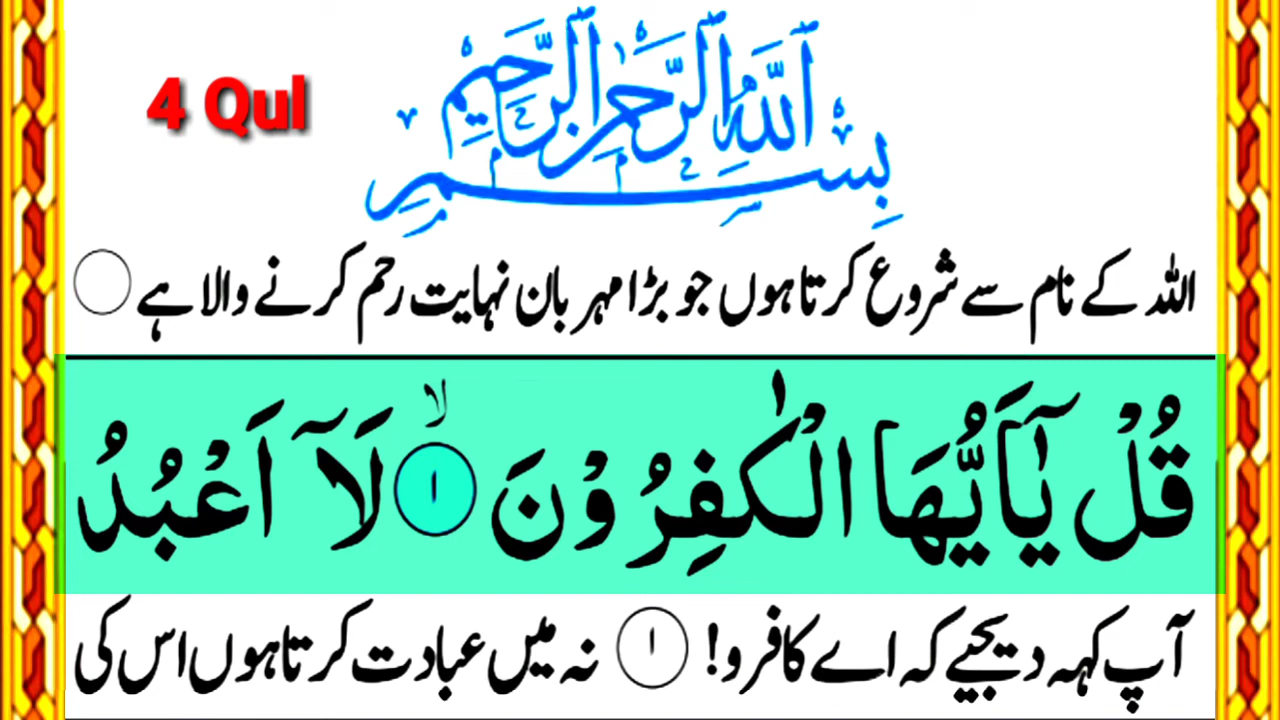 4 Qul
بِسْمِ اللّٰهِ الرَّحْمٰنِ الرَّحِيْمِ
اللہ کے نام سے شروع کرتا ہوں جو بڑا مہربان نہایت رحم کرنے والا ہے
قُلْ يٰۤاَيُّهَا الْكٰفِرُوْنَ ۙ‏﴿۱﴾ لَاۤ اَعْبُدُ
آپ کہہ دیجیے کہ اے کافرو! ﴿۱﴾ نہ میں عبادت کرتا ہوں اس کی